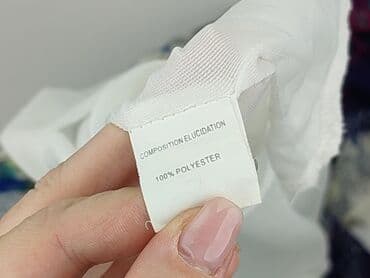 COMPOSITION ELUCIDATION
100% POLYESTER